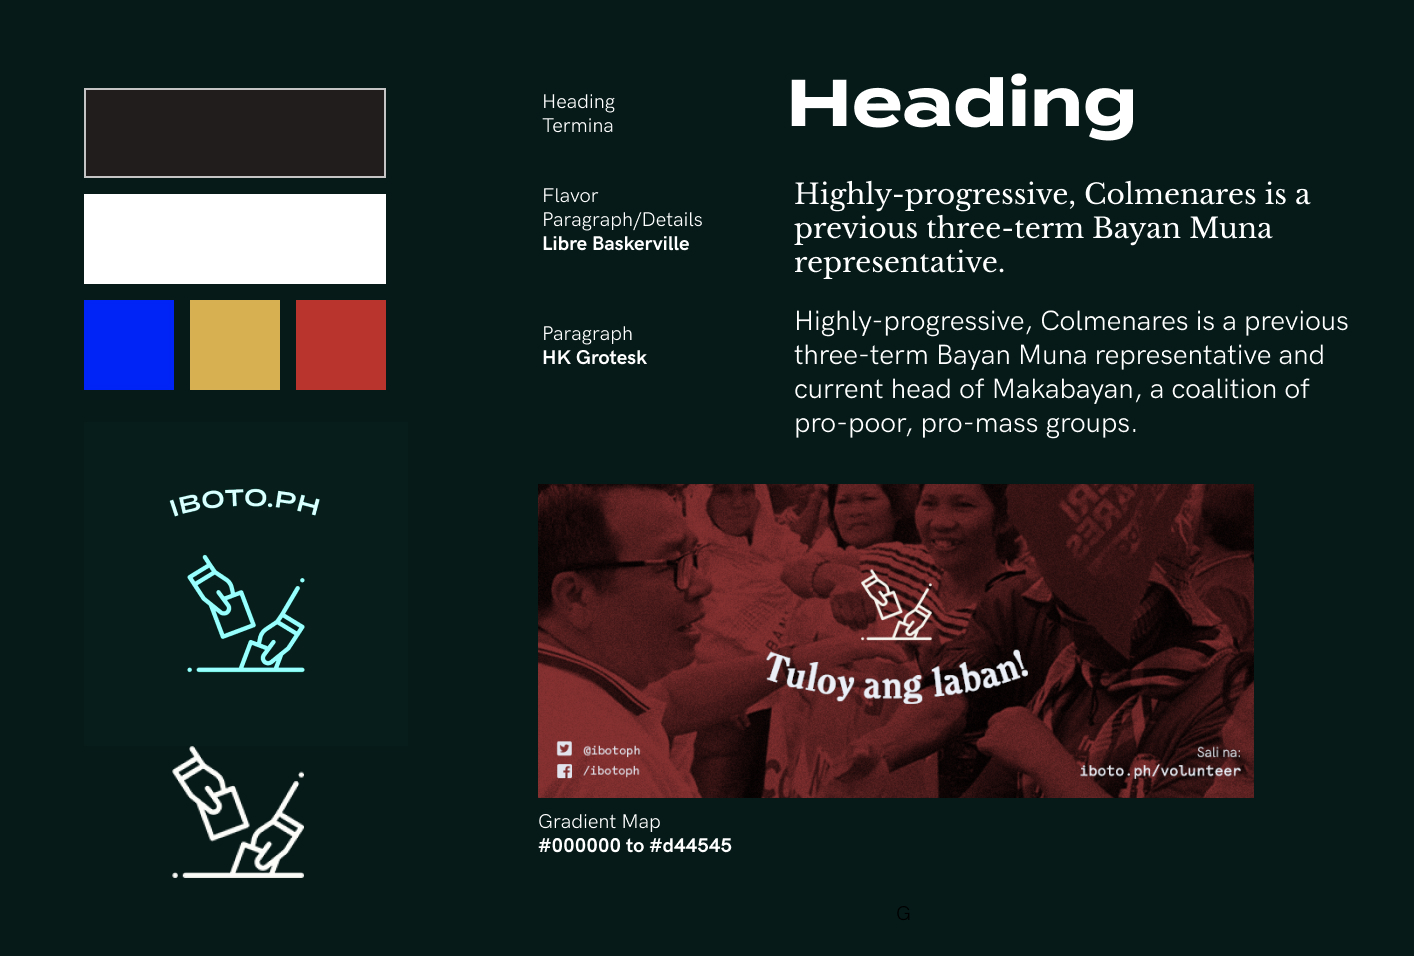 Heading
Termina
Heading
Flavor
Paragraph/Details
Libre Baskerville
Highly-progressive, Colmenares is a
previous three-term Bayan Muna
representative.
Paragraph
HK Grotesk
Highly-progressive, Colmenares is a previous
three-term Bayan Muna representative and
current head of Makabayan, a coalition of
pro-poor, pro-mass groups.
IBOTO.PH
Tuloy ang laban!
@ibotoph
/ibotoph
Sali na:
iboto.ph/volunteer
Gradient Map
#000000 to #d44545
G